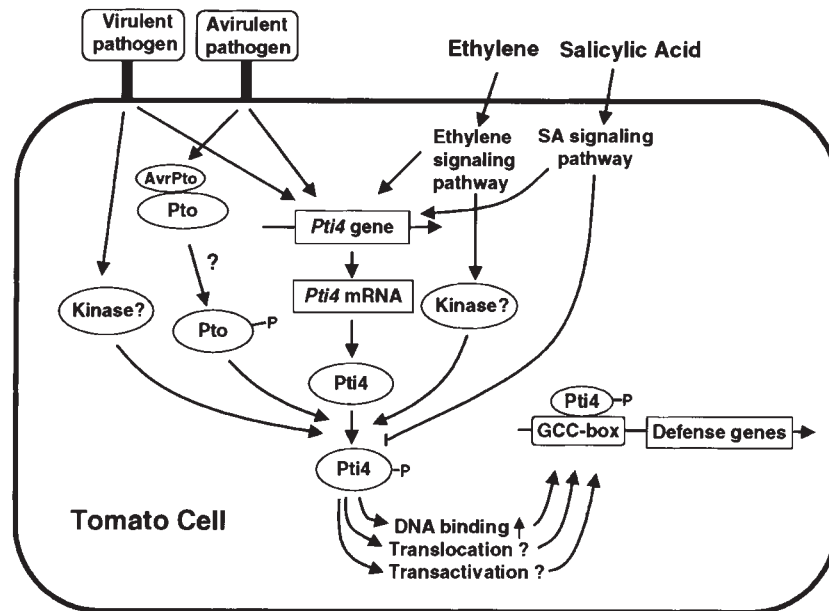 Virulent
pathogen
Avirulent
pathogen
Ethylene
Salicylic Acid
Ethylene
signaling
pathway
SA signaling
pathway
AvrPto
Pto
Pti4 gene
?
Kinase?
Pto
P
Pti4 mRNA
Kinase?
Pti4
Pti4
P
Pti4
P
GCC-box
Defense genes
Tomato Cell
DNA binding
Translocation ?
Transactivation ?